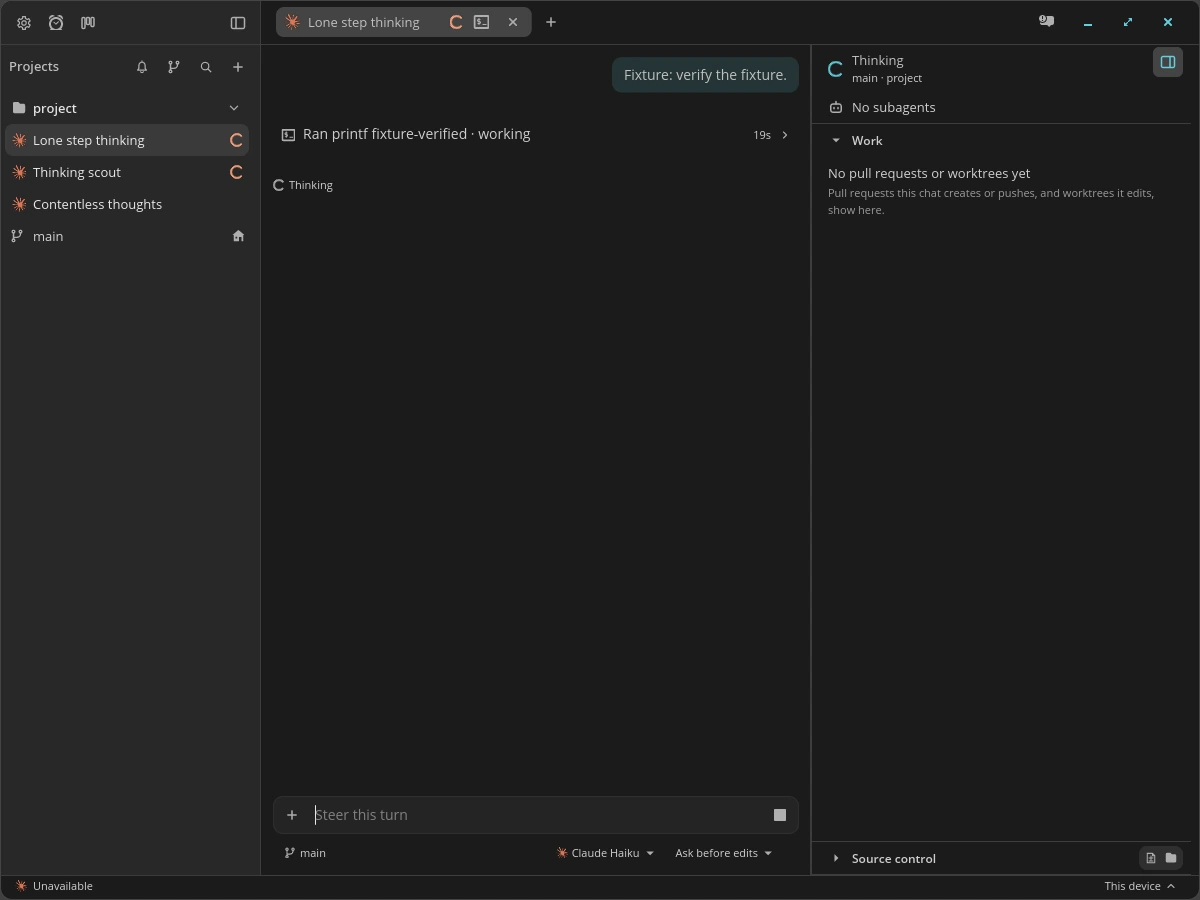 Lone step thinking
Projects
project
Lone step thinking
Thinking scout
Contentless thoughts
main
Fixture: verify the fixture.
Ran printf fixture-verified · working
19s
Thinking
Steer this turn
main
Claude Haiku
Ask before edits
Thinking
main · project
No subagents
Work
No pull requests or worktrees yet
Pull requests this chat creates or pushes, and worktrees it edits,
show here.
Source control
Unavailable
This device